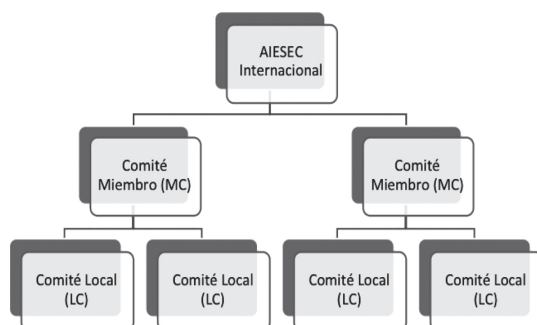 AIESEC
Internacional
Comité
Miembro (MC)
Comité
Miembro (MC)
Comité Local
(LC)
Comité Local
(LC)
Comité Local
(LC)
Comité Local
(LC)